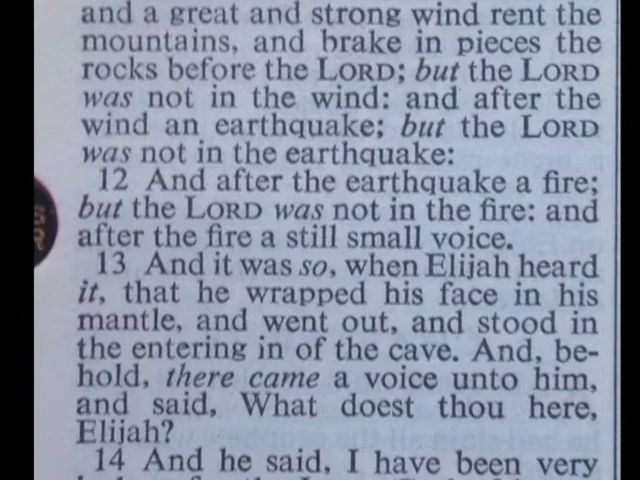 and a great and strong wind rent the
mountains, and brake in pieces the
rocks before the LORD; but the LORD
was not in the wind: and after the
wind an earthquake; but the LORD
was not in the earthquake:
12 And after the earthquake a fire;
but the LORD was not in the fire: and
after the fire a still small voice.
13 And it was so, when Elijah heard
it, that he wrapped his face in his
mantle, and went out, and stood in
the entering in of the cave. And, be-
hold, there came a voice unto him,
and said, What doest thou here,
Elijah?
14 And he said, I have been very